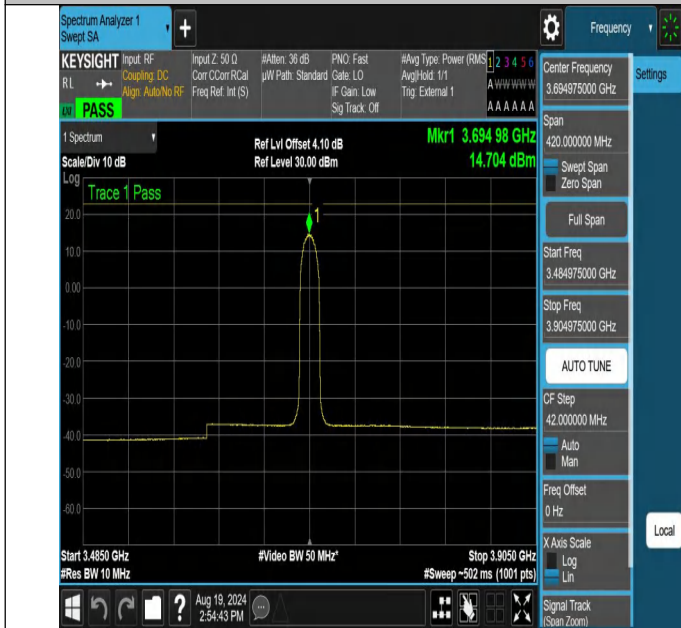 Spectrum Analyzer 1
Swept SA
+
Frequency
KEYSIGHT
RL
PASS
Input: RF
Coupling: DC
Align: Auto/No RF
Input Z: 50 Ω
Corr CCorr RCal
Freq Ref: Int (S)
#Atten: 36 dB
µW Path: Standard
PNO: Fast
Gate: LO
IF Gain: Low
Sig Track: Off
#Avg Type: Power (RMS
Avg|Hold: 1/1
Trig: External 1
1 2 3 4 5 6
A W W W W W
A A A A A A
Center Frequency
3.694975000 GHz
Settings
Span
420.000000 MHz
Swept Span
Zero Span
Full Span
Start Freq
3.484975000 GHz
Stop Freq
3.904975000 GHz
AUTO TUNE
CF Step
42.000000 MHz
Auto
Man
Freq Offset
0 Hz
X Axis Scale
Log
Lin
Local
Signal Track
(Span Zoom)
1 Spectrum
Scale/Div 10 dB
Ref Lvl Offset 4.10 dB
Ref Level 30.00 dBm
Mkr1 3.694 98 GHz
14.704 dBm
Log
Trace 1 Pass
1
20.0
10.0
0.00
-10.0
-20.0
-30.0
-40.0
-50.0
-60.0
Start 3.4850 GHz
#Res BW 10 MHz
#Video BW 50 MHz*
Stop 3.9050 GHz
#Sweep ~502 ms (1001 pts)
?
Aug 19, 2024
2:54:43 PM